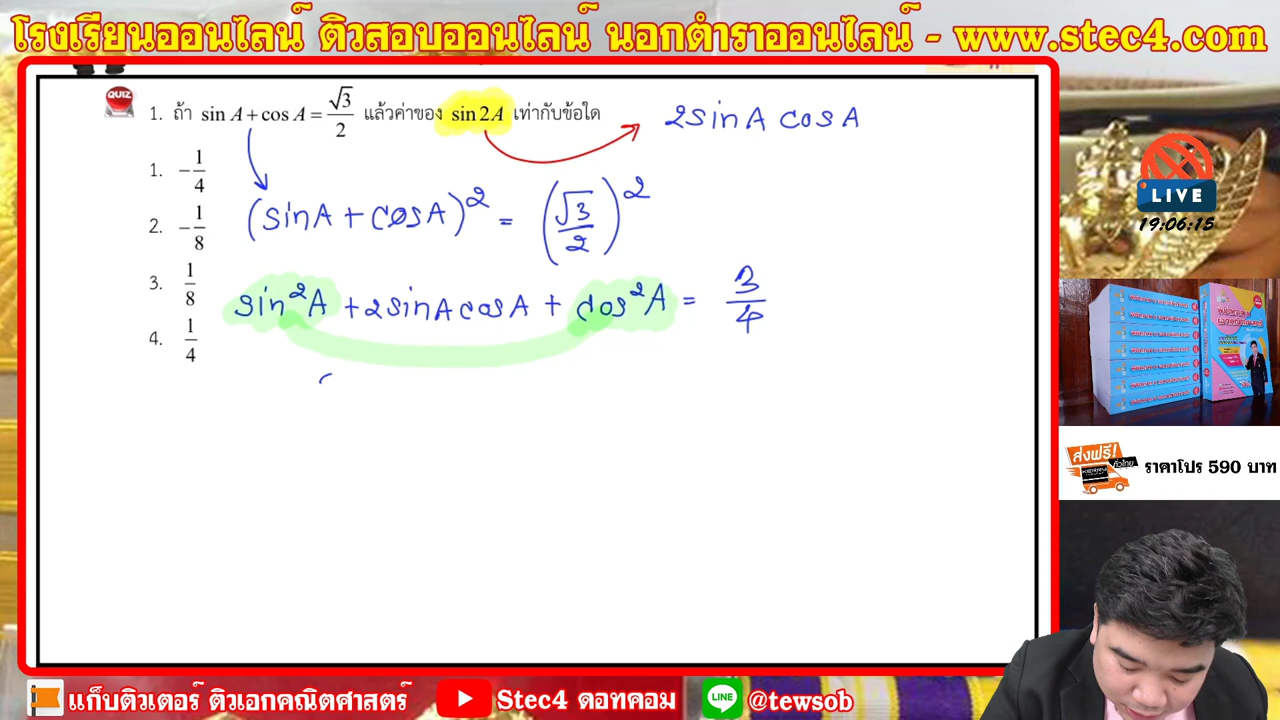 โรงเรียนออนไลน์ ติวสอบออนไลน์ นอกตำราออนไลน์ - www.stec4.com
QUIZ
1. ถ้า sin A + cos A = √3/2 แล้วค่าของ sin 2A เท่ากับข้อใด
2sinA cosA
1. -1/4
2. -1/8
3. 1/8
4. 1/4
(sinA + cosA)² = (√3/2)²
sin²A + 2sinAcosA + cos²A = 3/4
LIVE
19:06:15
ส่งฟรี!
ทั่วไทย
ราคาโปร 590 บาท
แก็บติวเตอร์ ติวเอกคณิตศาสตร์
Stec4 ดอทคอม
LINE
@tewsob